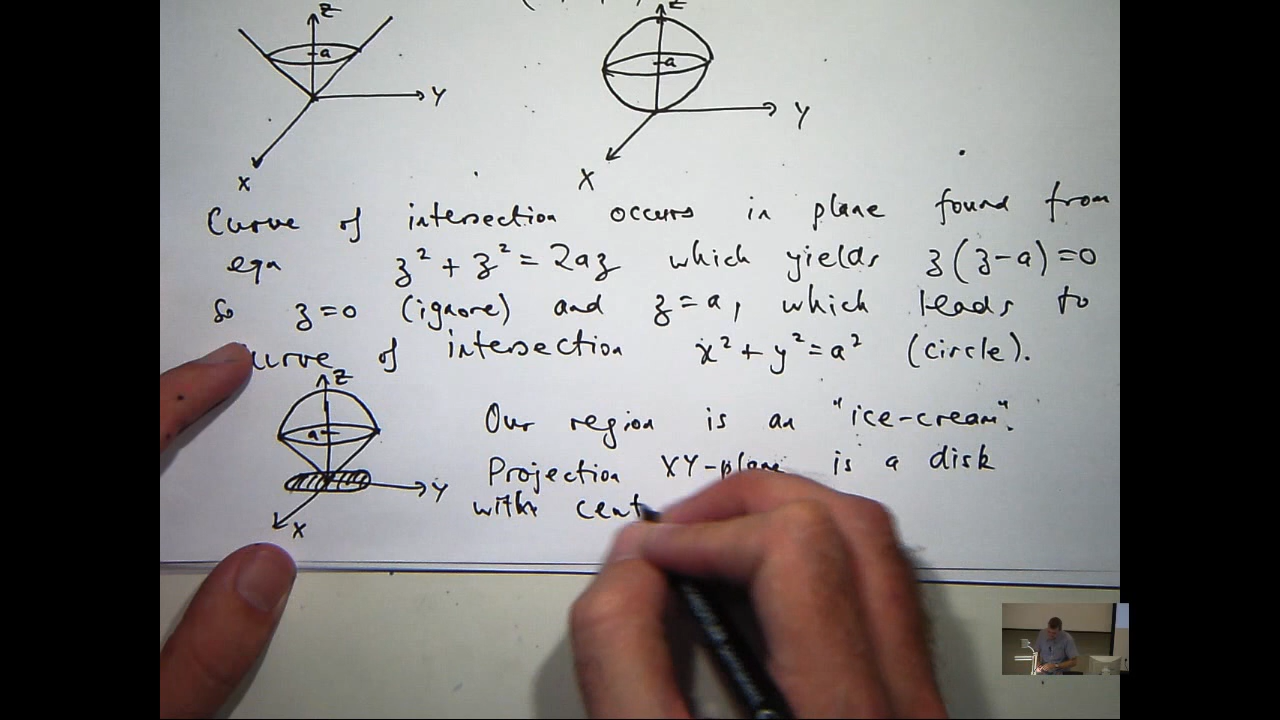 z z
a a
Y Y
X X
Curve of intersection occurs in plane found from
eqn z² + z² = 2az which yields z(z-a)=0
So z=0 (ignore) and z=a, which leads to
curve of intersection x² + y² = a² (circle).
z
a Our region is an "ice-cream".
Y Projection XY-plane is a disk
X with cent